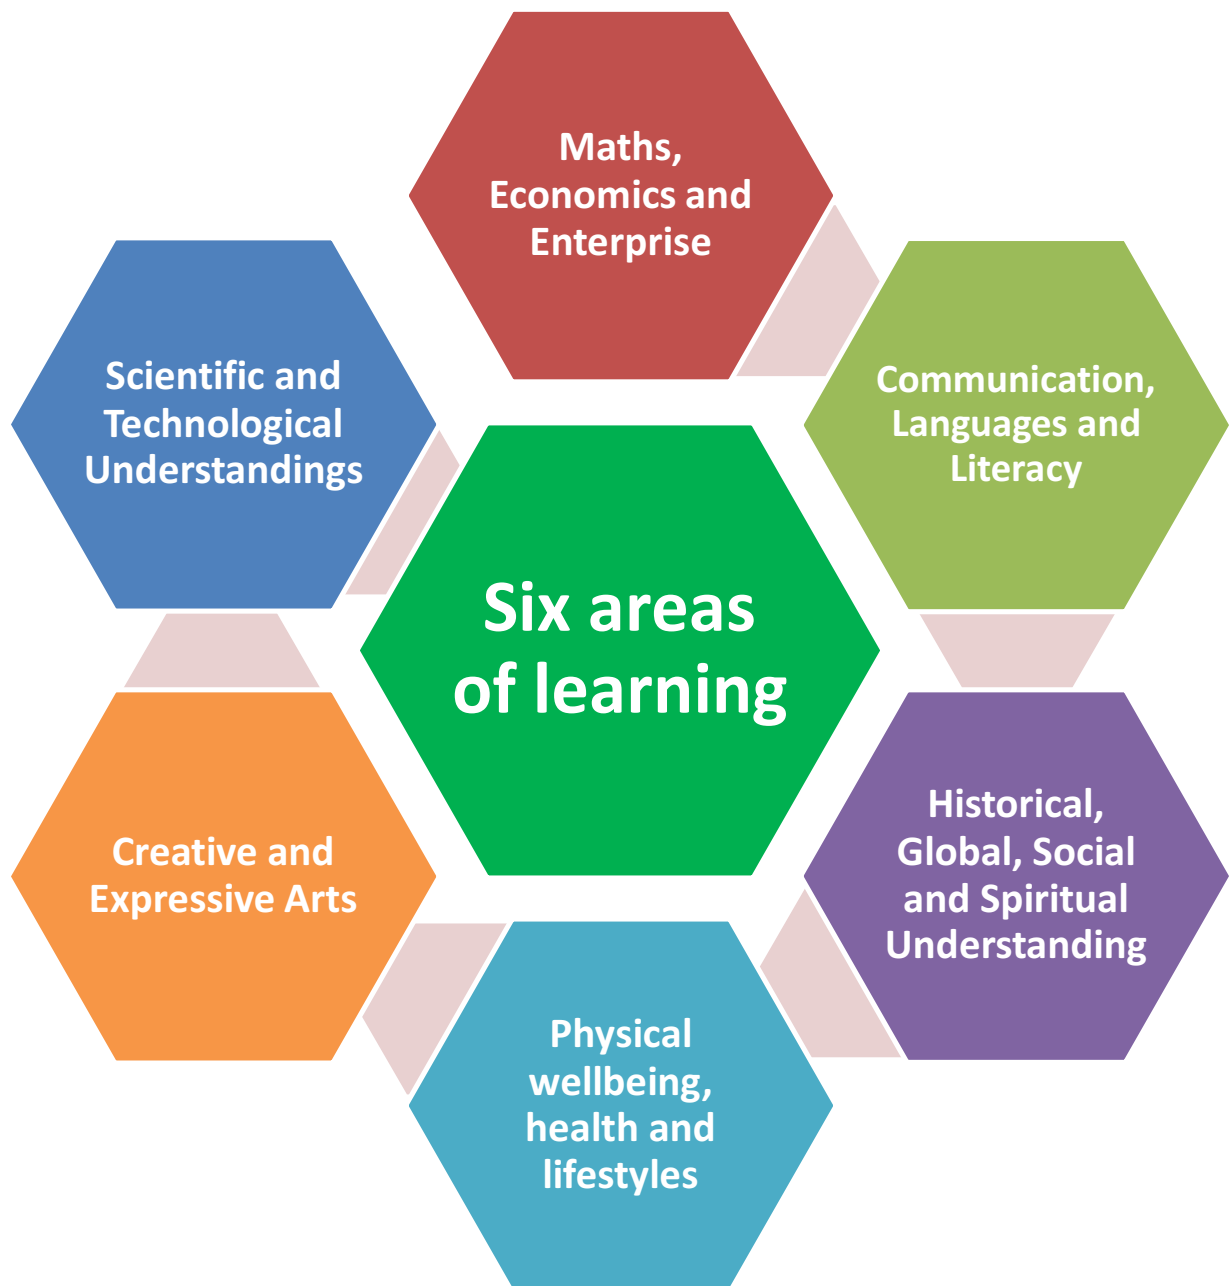 Maths,
Economics and
Enterprise
Scientific and
Technological
Understandings
Communication,
Languages and
Literacy
Six areas
of learning
Creative and
Expressive Arts
Historical,
Global, Social
and Spiritual
Understanding
Physical
wellbeing,
health and
lifestyles